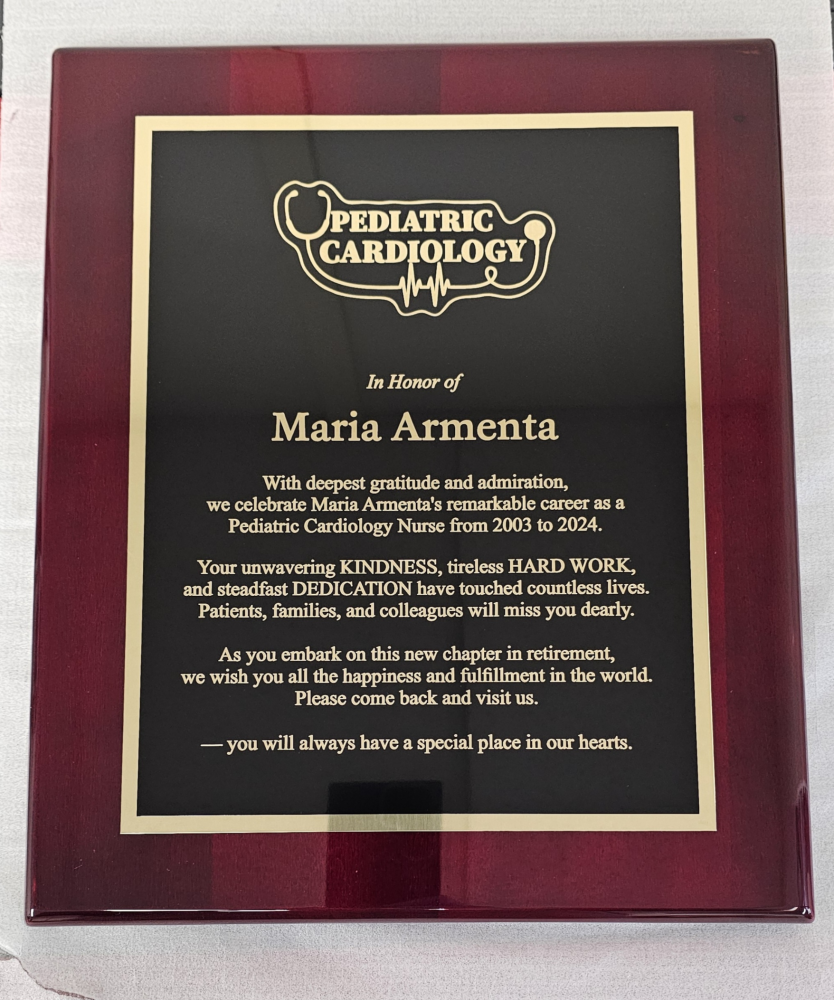 PEDIATRIC
CARDIOLOGY
In Honor of
Maria Armenta
With deepest gratitude and admiration,
we celebrate Maria Armenta's remarkable career as a
Pediatric Cardiology Nurse from 2003 to 2024.
Your unwavering KINDNESS, tireless HARD WORK,
and steadfast DEDICATION have touched countless lives.
Patients, families, and colleagues will miss you dearly.
As you embark on this new chapter in retirement,
we wish you all the happiness and fulfillment in the world.
Please come back and visit us.
— you will always have a special place in our hearts.